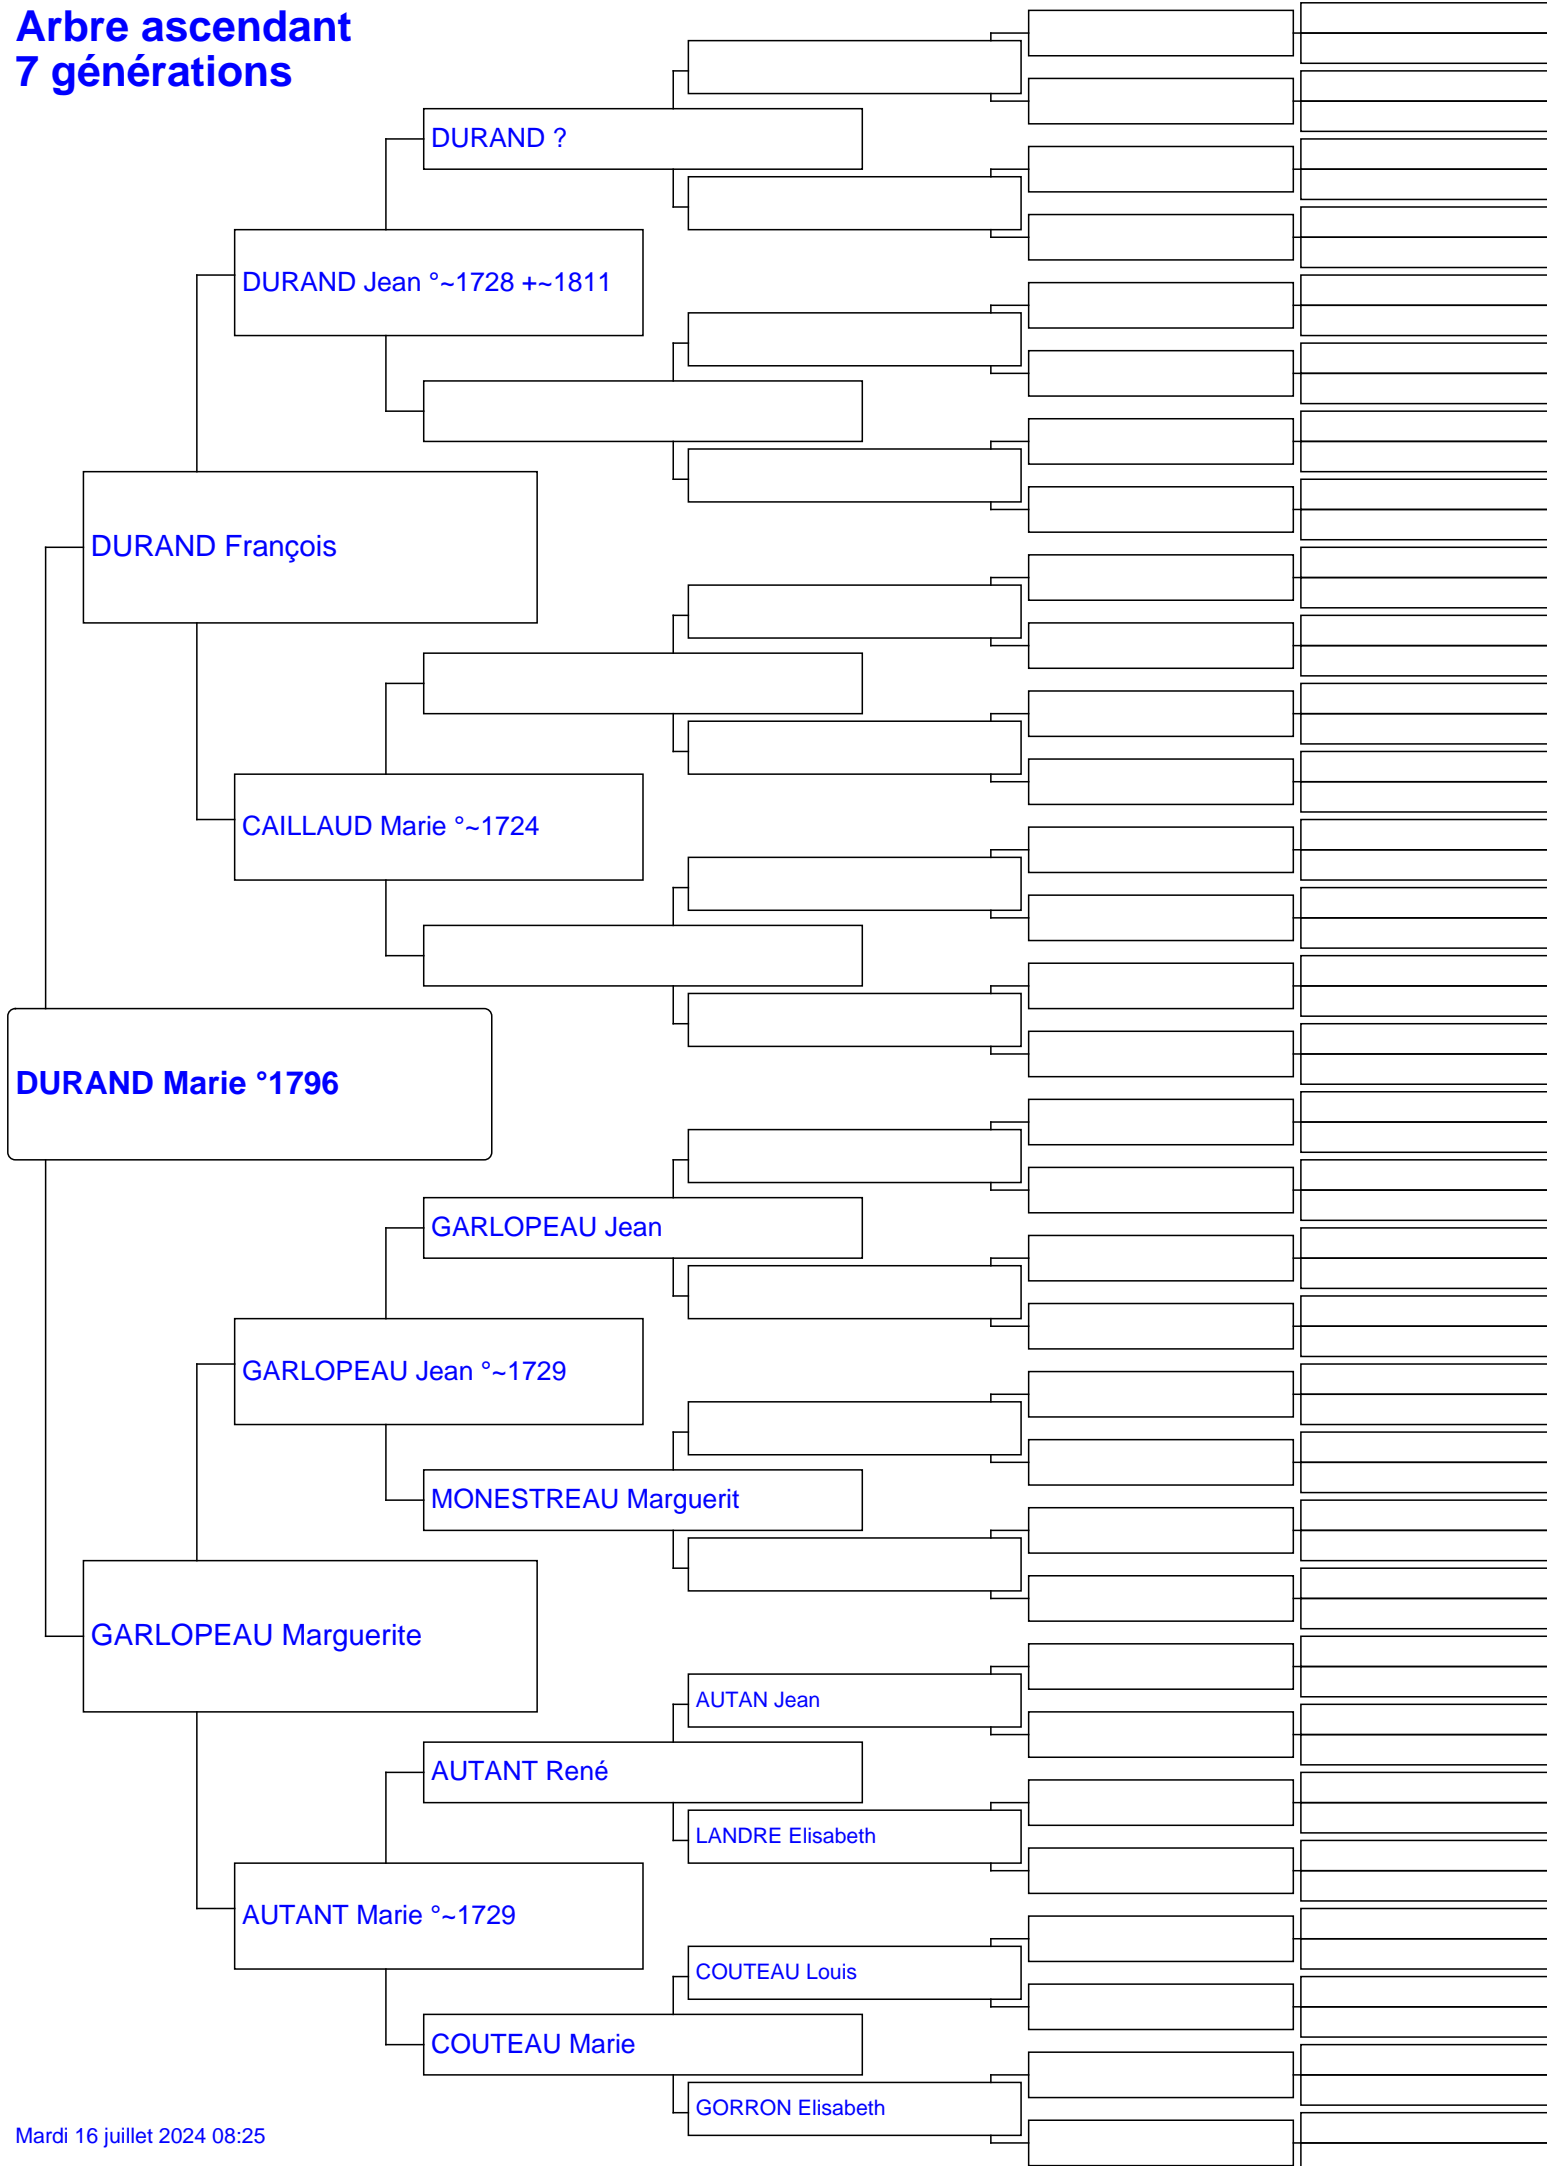 Arbre ascendant
7 générations
DURAND ?
DURAND Jean °~1728 +~1811
DURAND François
CAILLAUD Marie °~1724
DURAND Marie °1796
GARLOPEAU Jean
GARLOPEAU Jean °~1729
MONESTREAU Marguerit
GARLOPEAU Marguerite
AUTAN Jean
AUTANT René
LANDRE Elisabeth
AUTANT Marie °~1729
COUTEAU Louis
COUTEAU Marie
GORRON Elisabeth
Mardi 16 juillet 2024 08:25